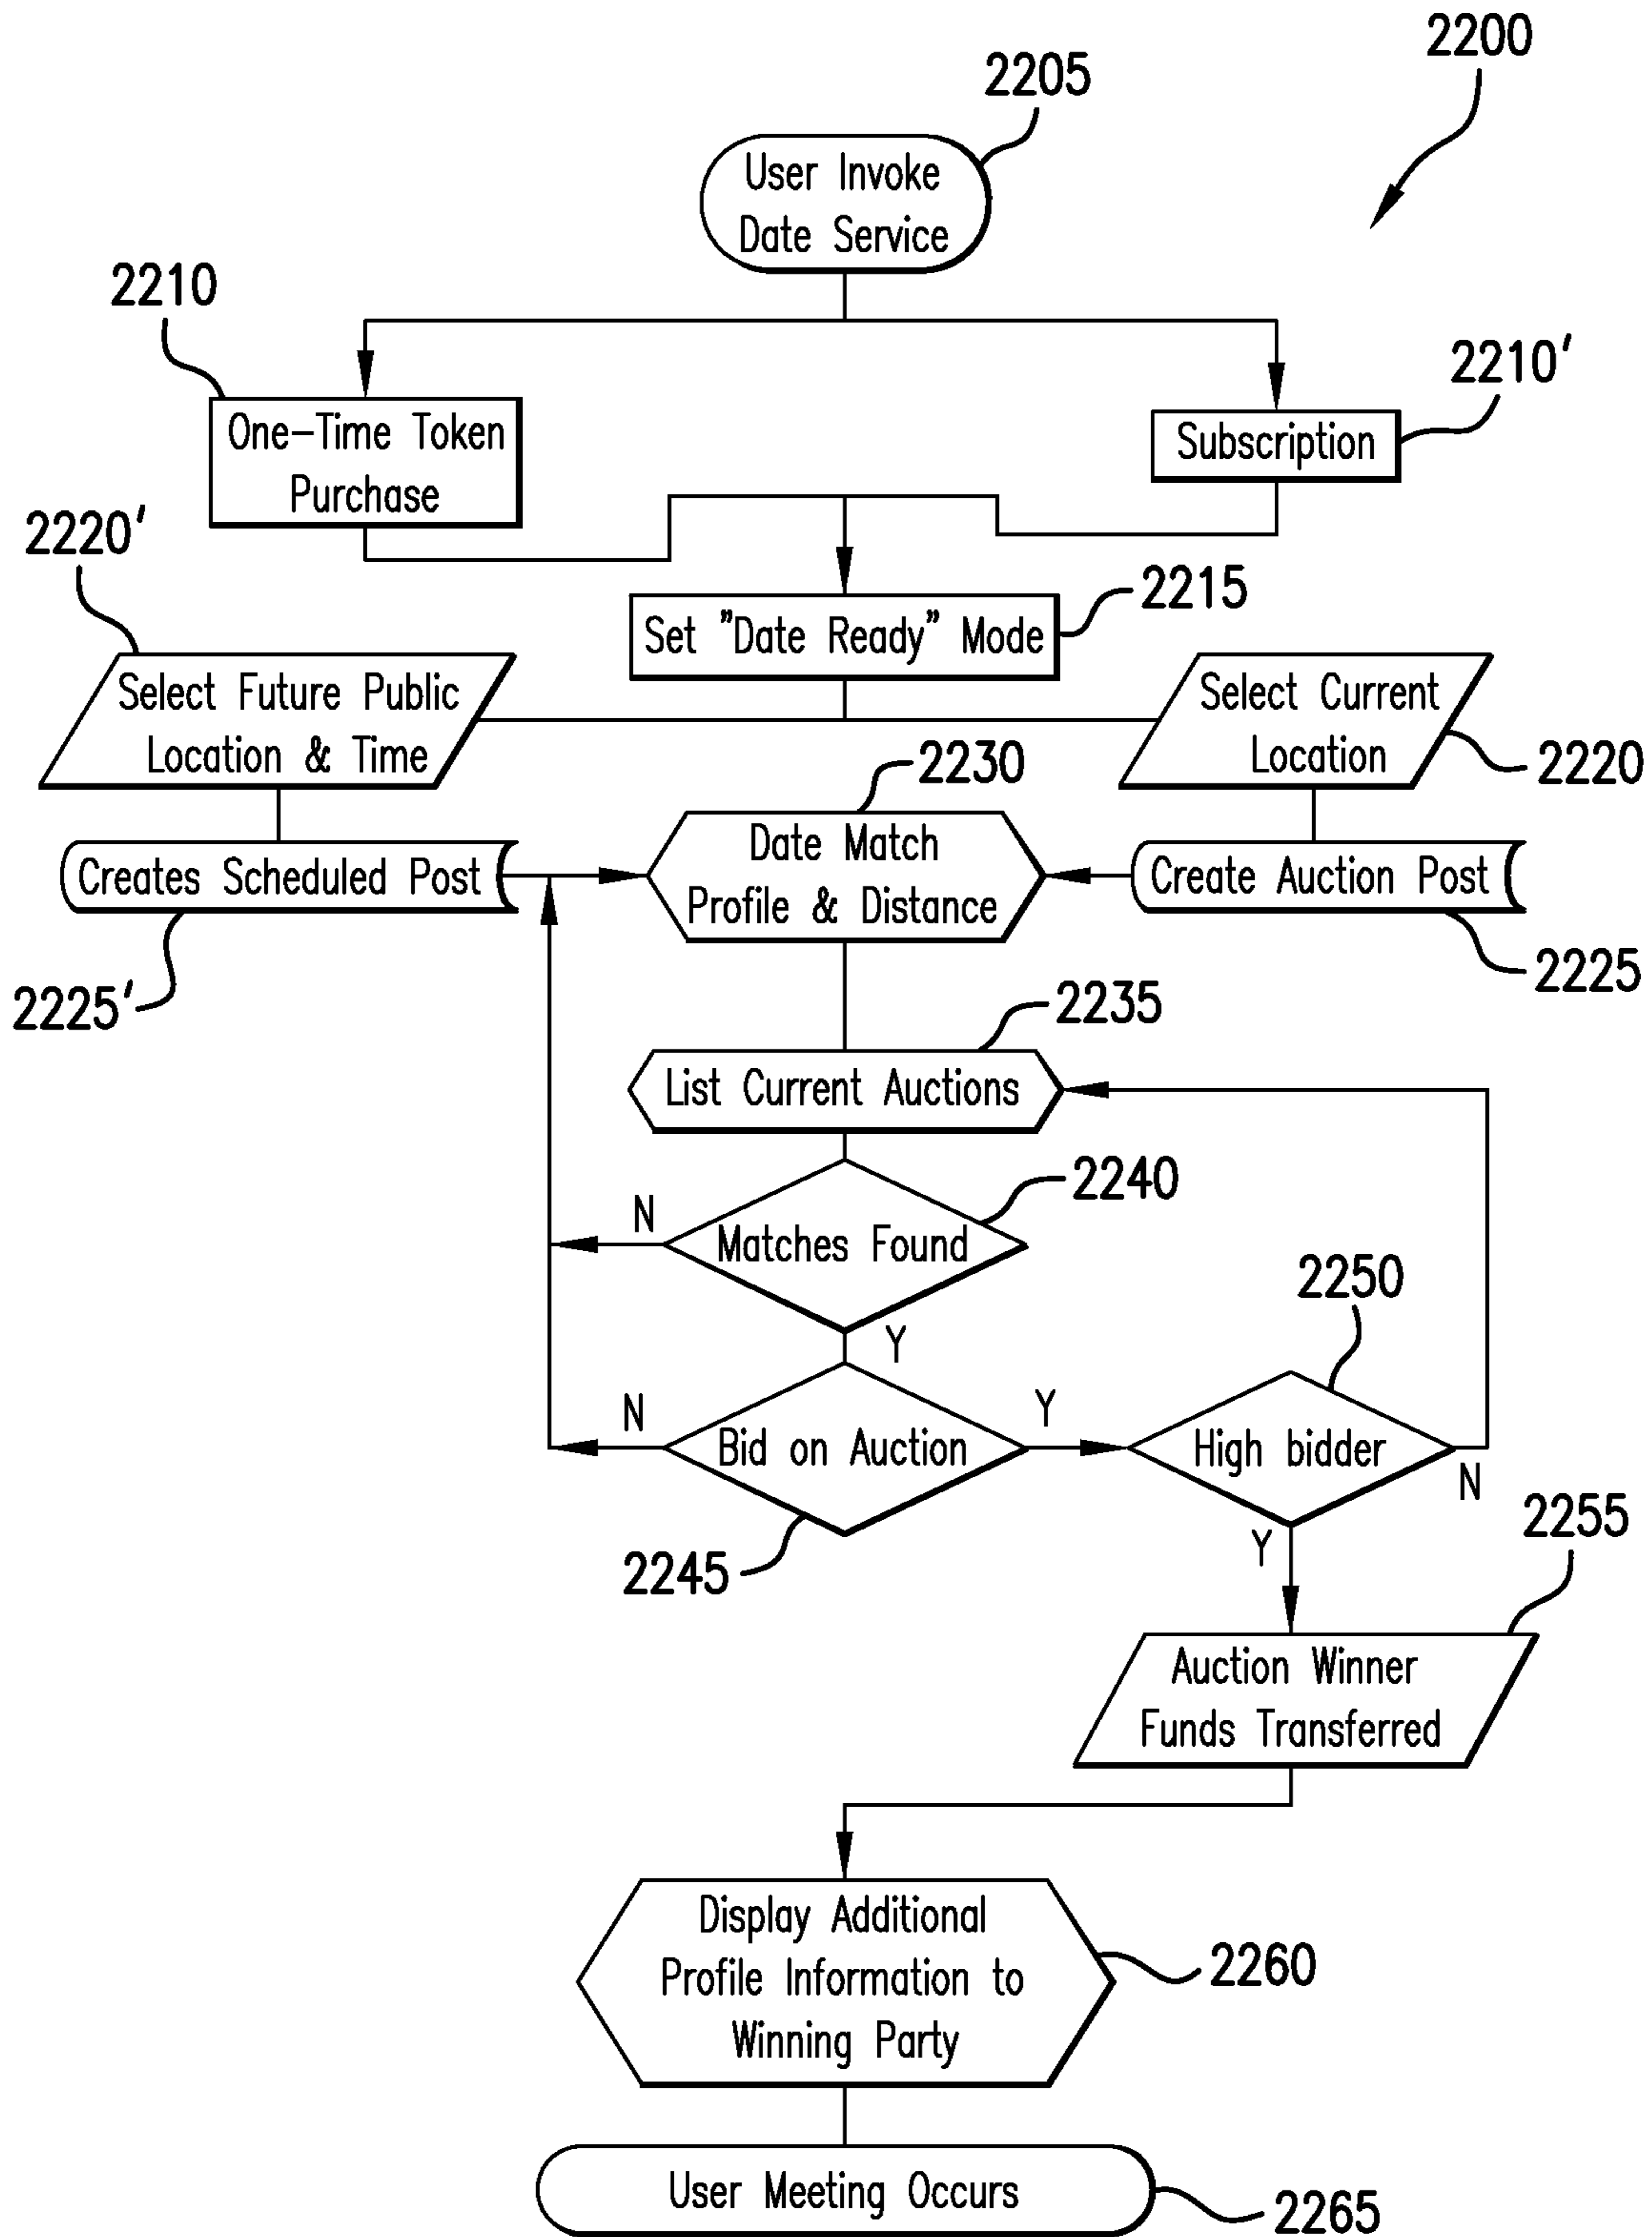 2200
2205
User Invoke
Date Service
2210
2210'
One-Time Token
Purchase
Subscription
2220'
2215
Set "Date Ready" Mode
Select Future Public
Location & Time
Select Current
Location
2220
2230
Date Match
Profile & Distance
Creates Scheduled Post
Create Auction Post
2225'
2225
2235
List Current Auctions
2240
N
Matches Found
Y
2250
N
Bid on Auction
Y
High bidder
N
2245
Y
2255
Auction Winner
Funds Transferred
Display Additional
Profile Information to
Winning Party
2260
User Meeting Occurs
2265